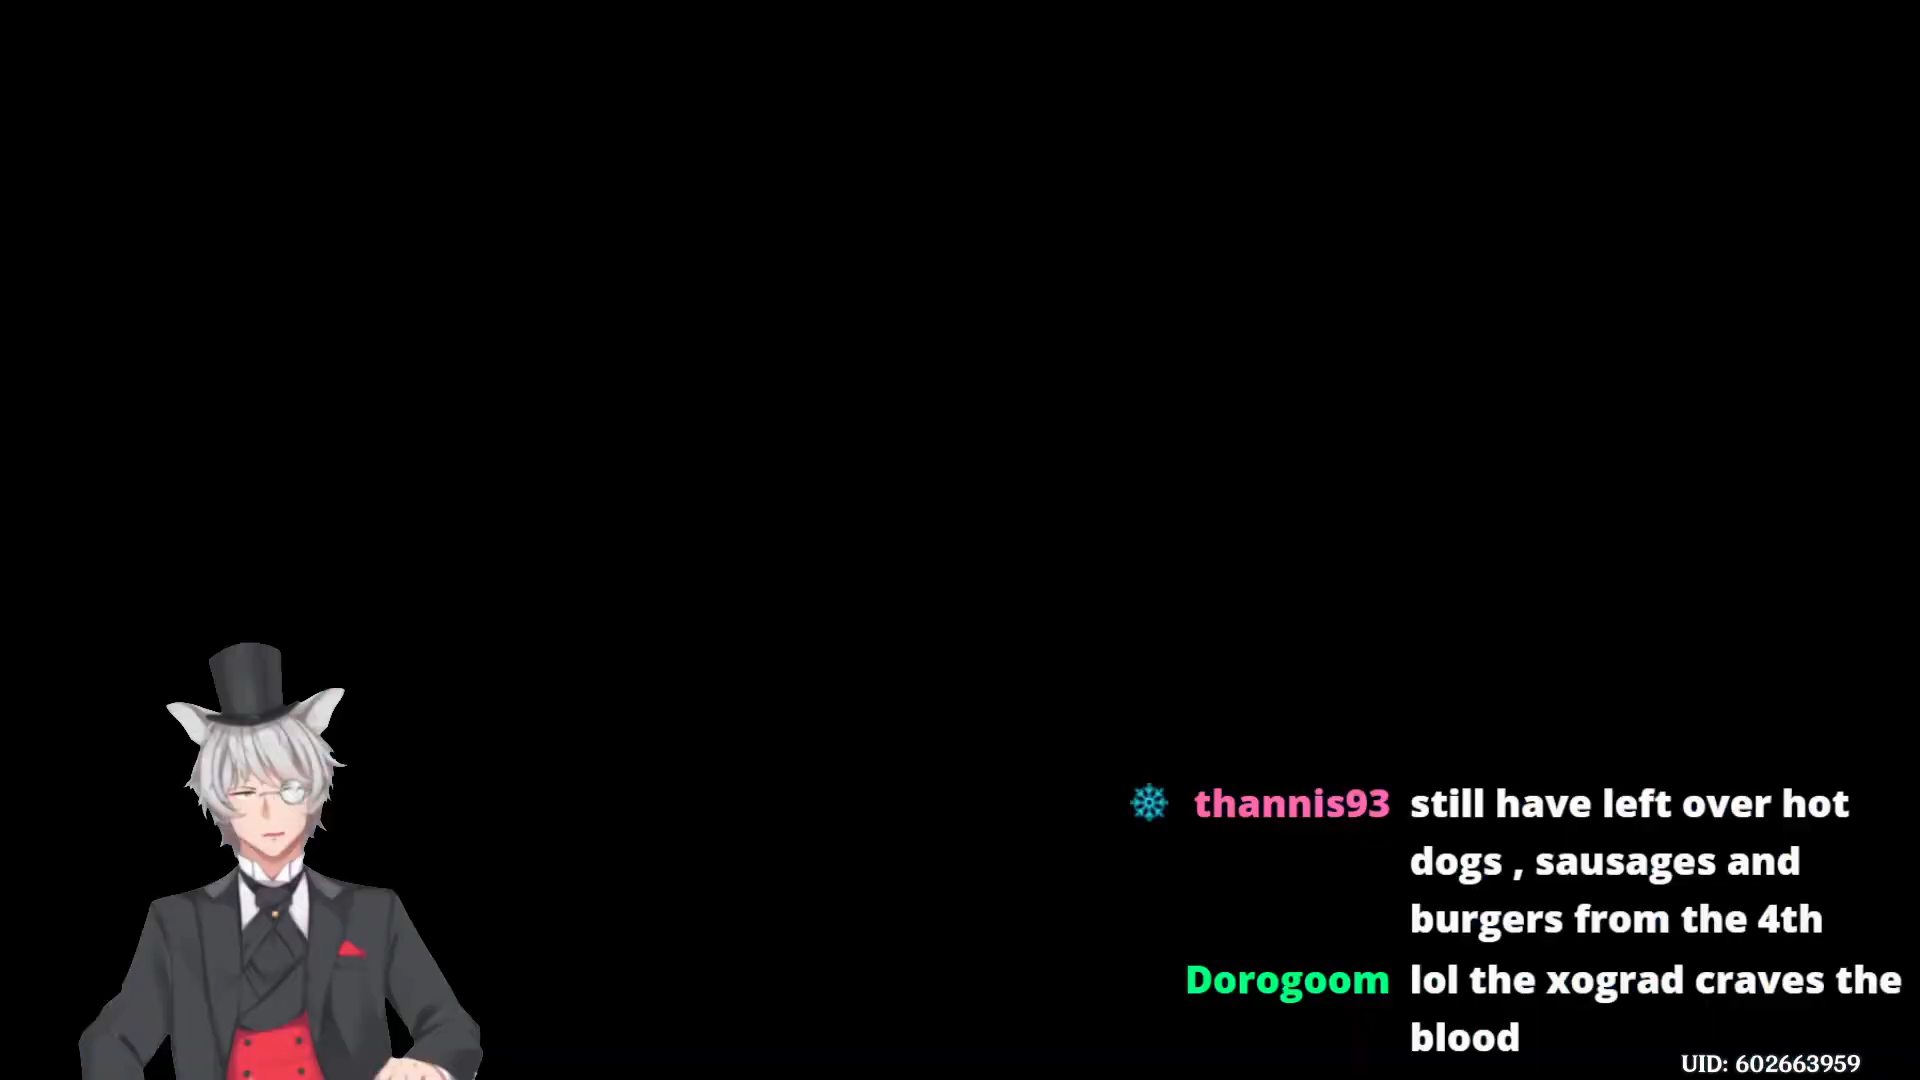 thannis93 still have left over hot
dogs , sausages and
burgers from the 4th
Dorogoom lol the xograd craves the
blood
UID: 602663959